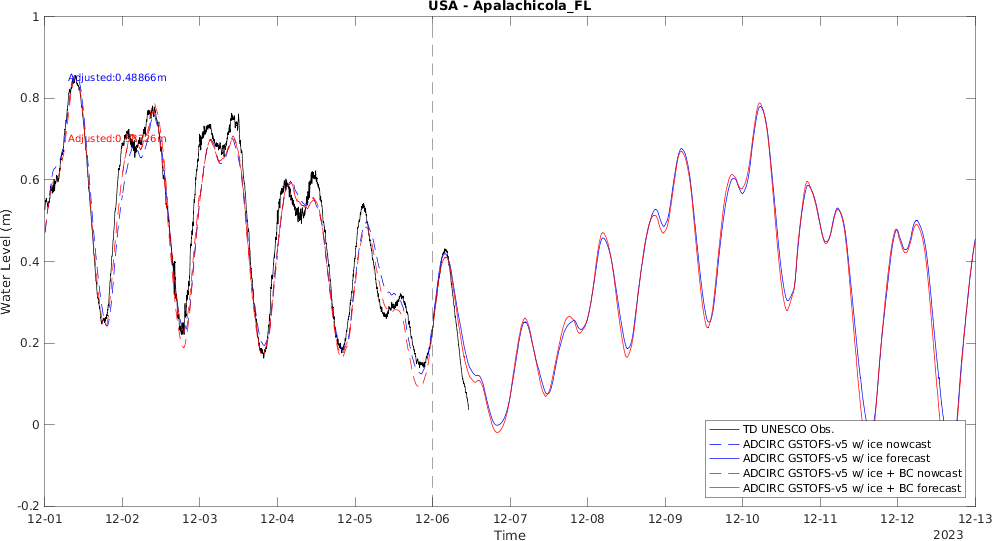 USA - Apalachicola_FL
1
0.8
0.6
0.4
0.2
0
-0.2
Water Level (m)
Adjusted:0.48866m
TD UNESCO Obs.
ADCIRC GSTOFS-v5 w/ ice nowcast
ADCIRC GSTOFS-v5 w/ ice forecast
ADCIRC GSTOFS-v5 w/ ice + BC nowcast
ADCIRC GSTOFS-v5 w/ ice + BC forecast
12-01 12-02 12-03 12-04 12-05 12-06 12-07 12-08 12-09 12-10 12-11 12-12 12-13
Time
2023